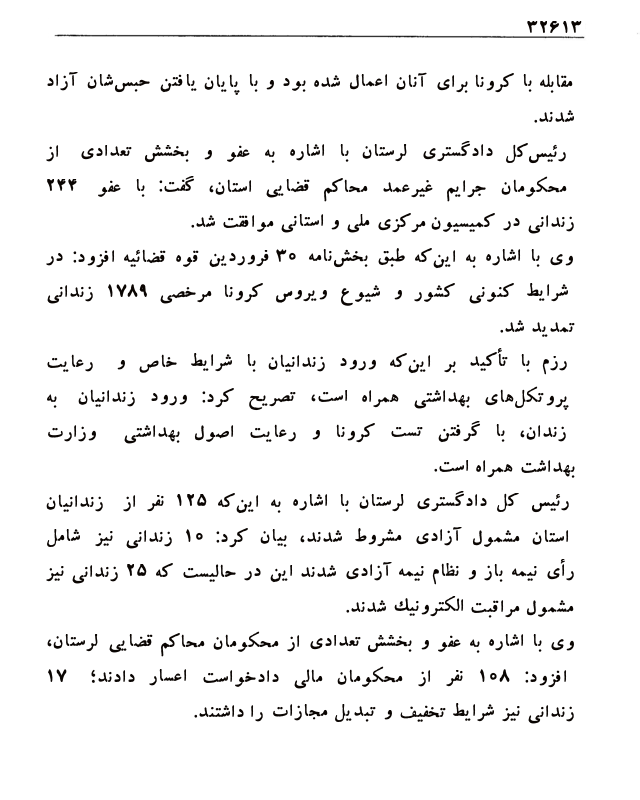 ۳۲۶۱۳
مقابله با کرونا برای آنان اعمال شده بود و با پایان یافتن حبس‌شان آزاد
شدند.
رئیس‌کل دادگستری لرستان با اشاره به عفو و بخشش تعدادی از
محکومان جرایم غیرعمد محاکم قضایی استان، گفت: با عفو ۲۴۴
زندانی در کمیسیون مرکزی ملی و استانی موافقت شد.
وی با اشاره به این‌که طبق بخش‌نامه ۳۰ فروردین قوه قضائیه افزود: در
شرایط کنونی کشور و شیوع ویروس کرونا مرخصی ۱۷۸۹ زندانی
تمدید شد.
رزم با تأکید بر این‌که ورود زندانیان با شرایط خاص و رعایت
پروتکل‌های بهداشتی همراه است، تصریح کرد: ورود زندانیان به
زندان، با گرفتن تست کرونا و رعایت اصول بهداشتی وزارت
بهداشت همراه است.
رئیس کل دادگستری لرستان با اشاره به این‌که ۱۲۵ نفر از زندانیان
استان مشمول آزادی مشروط شدند، بیان کرد: ۱۰ زندانی نیز شامل
رأی نیمه باز و نظام نیمه آزادی شدند این در حالیست که ۲۵ زندانی نیز
مشمول مراقبت الکترونیك شدند.
وی با اشاره به عفو و بخشش تعدادی از محکومان محاکم قضایی لرستان،
افزود: ۱۰۸ نفر از محکومان مالی دادخواست اعسار دادند؛ ۱۷
زندانی نیز شرایط تخفیف و تبدیل مجازات را داشتند.